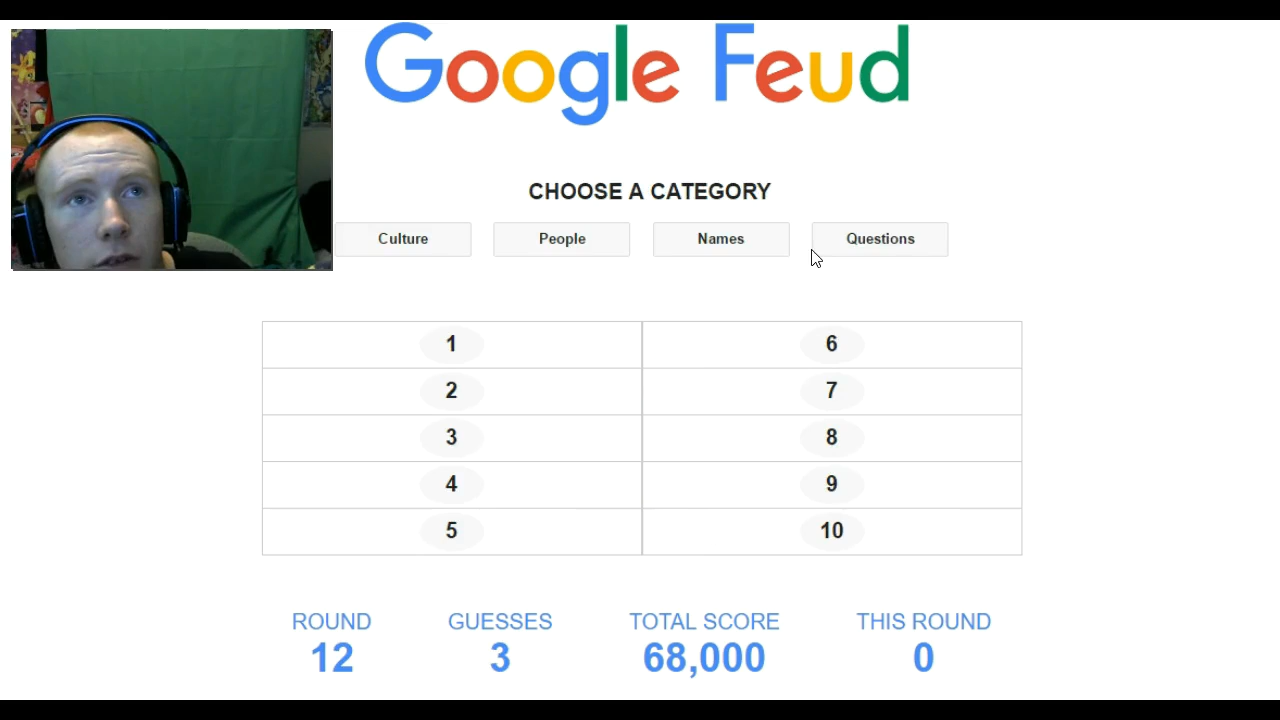 Google Feud
CHOOSE A CATEGORY
Culture People Names Questions
1 6
2 7
3 8
4 9
5 10
ROUND GUESSES TOTAL SCORE THIS ROUND
12 3 68,000 0